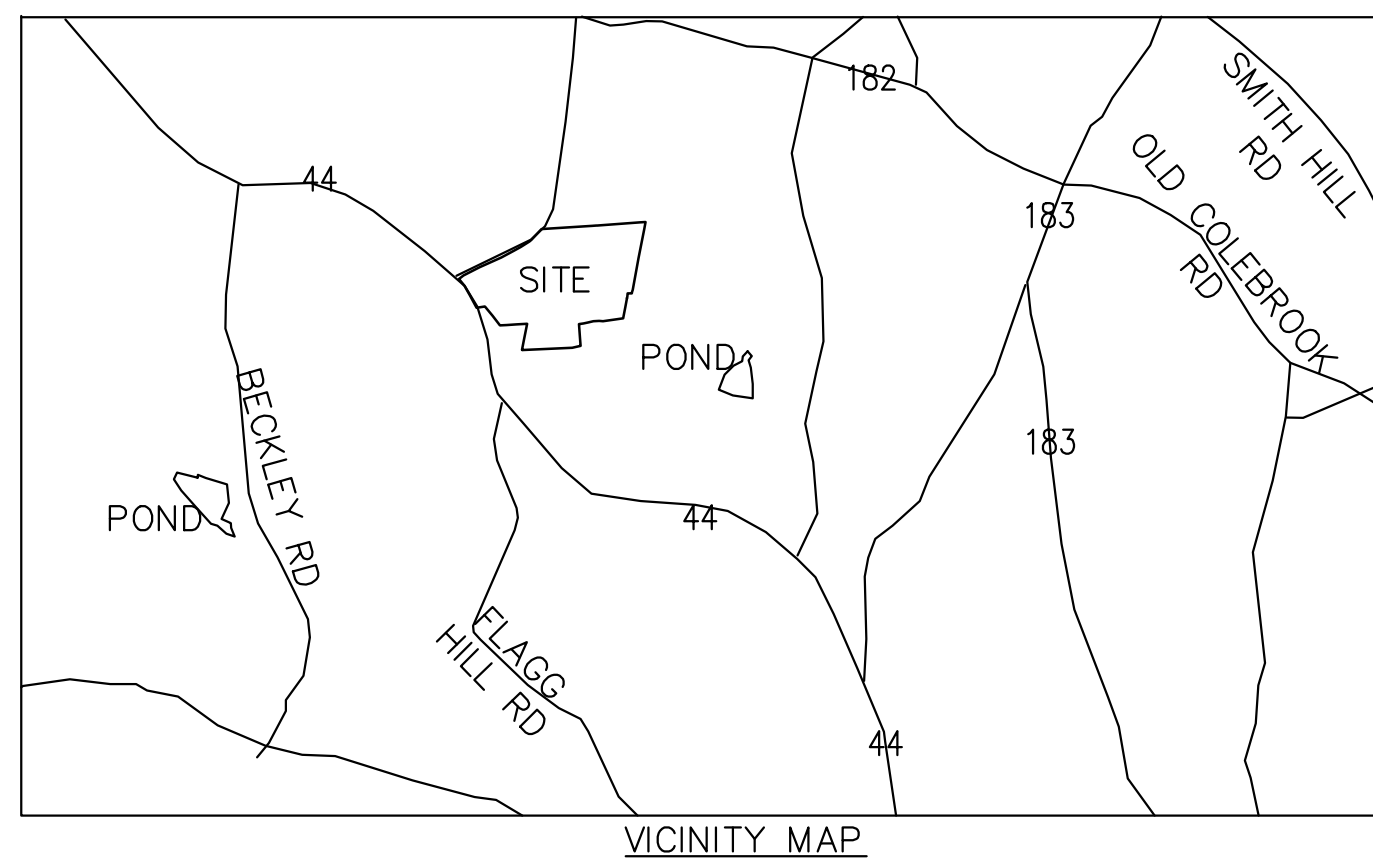 182
SMITH HILL
RD
OLD COLEBROOK
RD
44
183
SITE
POND
BECKLEY RD
183
POND
44
FLAGG
HILL RD
44
VICINITY MAP